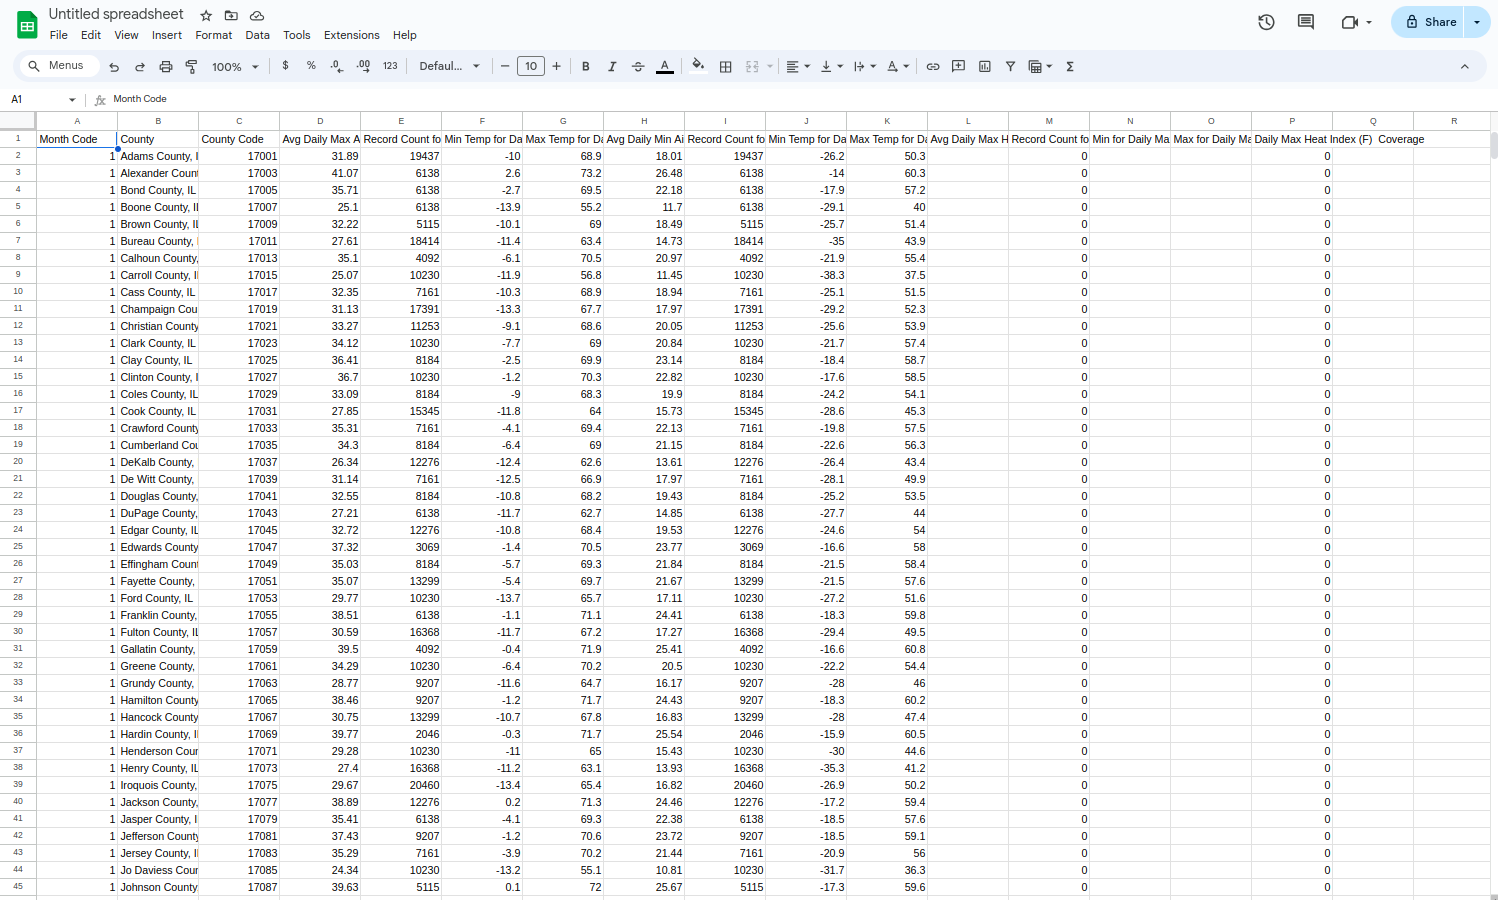 Untitled spreadsheet
File Edit View Insert Format Data Tools Extensions Help
Share
Menus 100% $ % .0 .00 123 Defaul... 10 B I A
A1 Month Code
A B C D E F G H I J K L M N O P Q R
1 Month Code County County Code Avg Daily Max A Record Count fo Min Temp for Da Max Temp for Da Avg Daily Min Ai Record Count fo Min Temp for Da Max Temp for Da Avg Daily Max H Record Count fo Min for Daily Ma Max for Daily Ma Daily Max Heat Index (F) Coverage
2 1 Adams County, I 17001 31.89 19437 -10 68.9 18.01 19437 -26.2 50.3 0 0
3 1 Alexander Count 17003 41.07 6138 2.6 73.2 26.48 6138 -14 60.3 0 0
4 1 Bond County, IL 17005 35.71 6138 -2.7 69.5 22.18 6138 -17.9 57.2 0 0
5 1 Boone County, Il 17007 25.1 6138 -13.9 55.2 11.7 6138 -29.1 40 0 0
6 1 Brown County, IL 17009 32.22 5115 -10.1 69 18.49 5115 -25.7 51.4 0 0
7 1 Bureau County, 17011 27.61 18414 -11.4 63.4 14.73 18414 -35 43.9 0 0
8 1 Calhoun County, 17013 35.1 4092 -6.1 70.5 20.97 4092 -21.9 55.4 0 0
9 1 Carroll County, Il 17015 25.07 10230 -11.9 56.8 11.45 10230 -38.3 37.5 0 0
10 1 Cass County, IL 17017 32.35 7161 -10.3 68.9 18.94 7161 -25.1 51.5 0 0
11 1 Champaign Cou 17019 31.13 17391 -13.3 67.7 17.97 17391 -29.2 52.3 0 0
12 1 Christian County 17021 33.27 11253 -9.1 68.6 20.05 11253 -25.6 53.9 0 0
13 1 Clark County, IL 17023 34.12 10230 -7.7 69 20.84 10230 -21.7 57.4 0 0
14 1 Clay County, IL 17025 36.41 8184 -2.5 69.9 23.14 8184 -18.4 58.7 0 0
15 1 Clinton County, I 17027 36.7 10230 -1.2 70.3 22.82 10230 -17.6 58.5 0 0
16 1 Coles County, IL 17029 33.09 8184 -9 68.3 19.9 8184 -24.2 54.1 0 0
17 1 Cook County, IL 17031 27.85 15345 -11.8 64 15.73 15345 -28.6 45.3 0 0
18 1 Crawford County 17033 35.31 7161 -4.1 69.4 22.13 7161 -19.8 57.5 0 0
19 1 Cumberland Cou 17035 34.3 8184 -6.4 69 21.15 8184 -22.6 56.3 0 0
20 1 DeKalb County, 17037 26.34 12276 -12.4 62.6 13.61 12276 -26.4 43.4 0 0
21 1 De Witt County, 17039 31.14 7161 -12.5 66.9 17.97 7161 -28.1 49.9 0 0
22 1 Douglas County, 17041 32.55 8184 -10.8 68.2 19.43 8184 -25.2 53.5 0 0
23 1 DuPage County, 17043 27.21 6138 -11.7 62.7 14.85 6138 -27.7 44 0 0
24 1 Edgar County, IL 17045 32.72 12276 -10.8 68.4 19.53 12276 -24.6 54 0 0
25 1 Edwards County 17047 37.32 3069 -1.4 70.5 23.77 3069 -16.6 58 0 0
26 1 Effingham Count 17049 35.03 8184 -5.7 69.3 21.84 8184 -21.5 58.4 0 0
27 1 Fayette County, 17051 35.07 13299 -5.4 69.7 21.67 13299 -21.5 57.6 0 0
28 1 Ford County, IL 17053 29.77 10230 -13.7 65.7 17.11 10230 -27.2 51.6 0 0
29 1 Franklin County, 17055 38.51 6138 -1.1 71.1 24.41 6138 -18.3 59.8 0 0
30 1 Fulton County, IL 17057 30.59 16368 -11.7 67.2 17.27 16368 -29.4 49.5 0 0
31 1 Gallatin County, 17059 39.5 4092 -0.4 71.9 25.41 4092 -16.6 60.8 0 0
32 1 Greene County, 17061 34.29 10230 -6.4 70.2 20.5 10230 -22.2 54.4 0 0
33 1 Grundy County, 17063 28.77 9207 -11.6 64.7 16.17 9207 -28 46 0 0
34 1 Hamilton County 17065 38.46 9207 -1.2 71.7 24.43 9207 -18.3 60.2 0 0
35 1 Hancock County 17067 30.75 13299 -10.7 67.8 16.83 13299 -28 47.4 0 0
36 1 Hardin County, Il 17069 39.77 2046 -0.3 71.7 25.54 2046 -15.9 60.5 0 0
37 1 Henderson Cour 17071 29.28 10230 -11 65 15.43 10230 -30 44.6 0 0
38 1 Henry County, IL 17073 27.4 16368 -11.2 63.1 13.93 16368 -35.3 41.2 0 0
39 1 Iroquois County, 17075 29.67 20460 -13.4 65.4 16.82 20460 -26.9 50.2 0 0
40 1 Jackson County, 17077 38.89 12276 0.2 71.3 24.46 12276 -17.2 59.4 0 0
41 1 Jasper County, I 17079 35.41 6138 -4.1 69.3 22.38 6138 -18.5 57.6 0 0
42 1 Jefferson County 17081 37.43 9207 -1.2 70.6 23.72 9207 -18.5 59.1 0 0
43 1 Jersey County, Il 17083 35.29 7161 -3.9 70.2 21.44 7161 -20.9 56 0 0
44 1 Jo Daviess Cour 17085 24.34 10230 -13.2 55.1 10.81 10230 -31.7 36.3 0 0
45 1 Johnson County 17087 39.63 5115 0.1 72 25.67 5115 -17.3 59.6 0 0